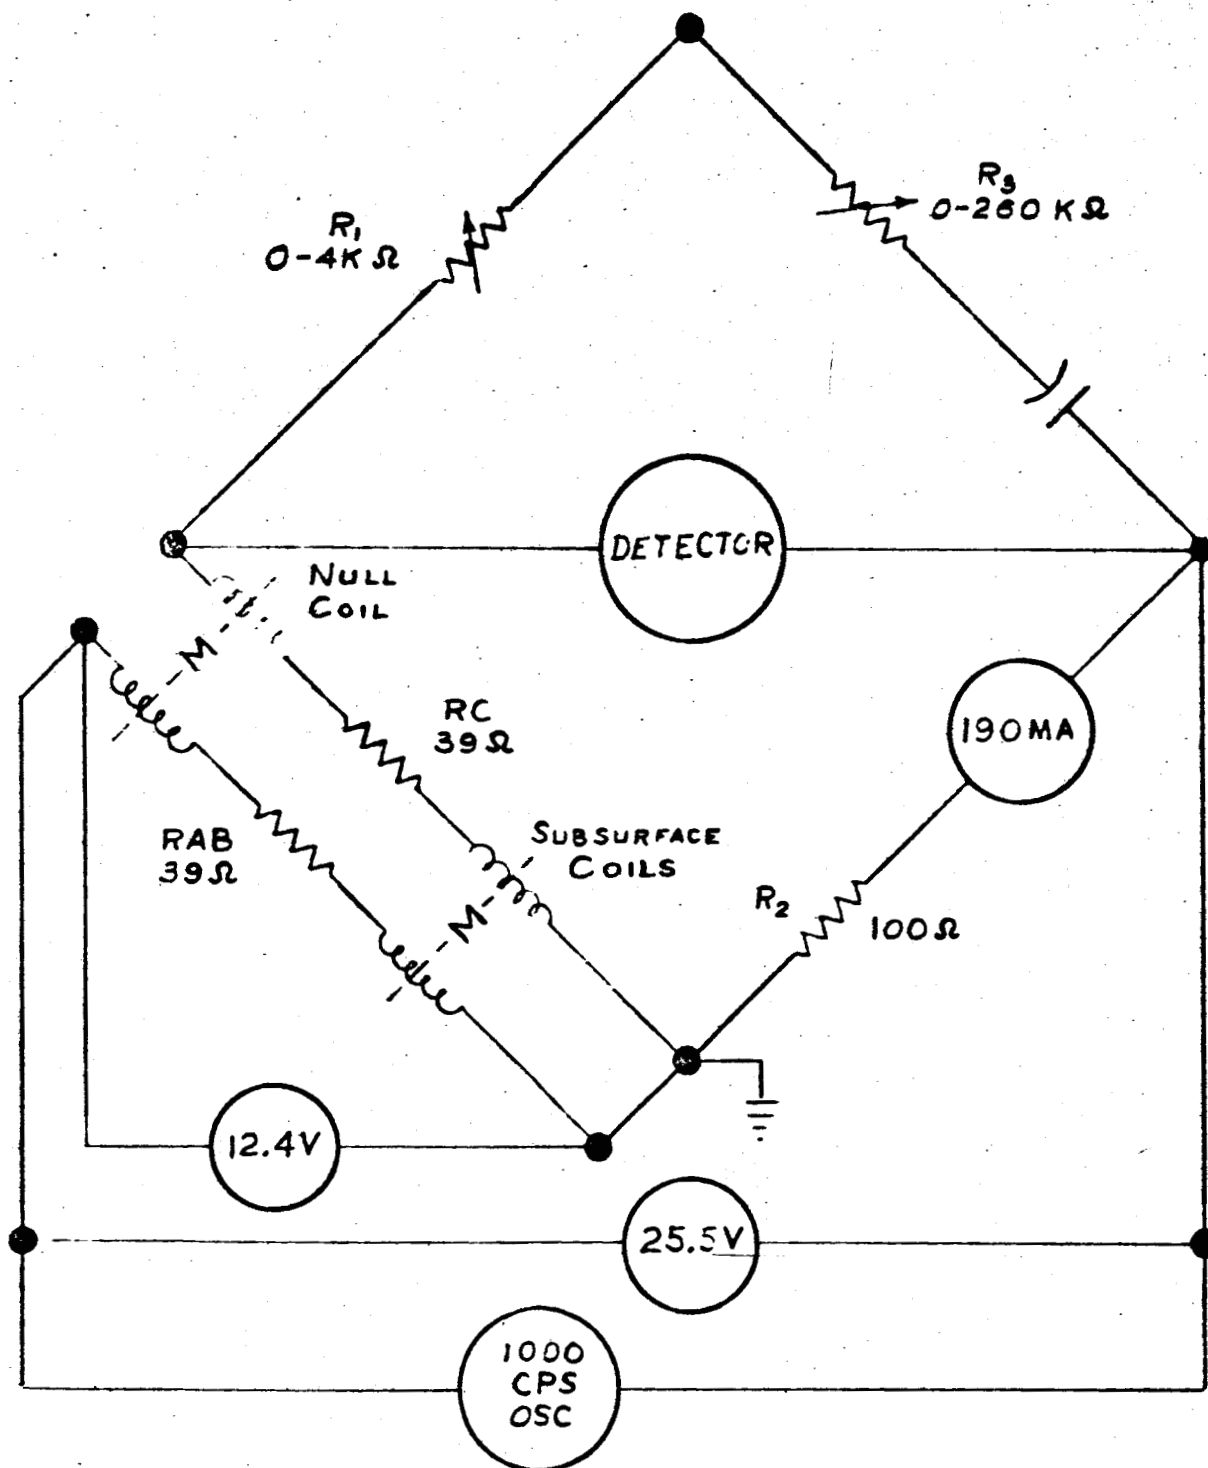 R₁
0-4K Ω
R₃
0-260 KΩ
DETECTOR
NULL
COIL
M
RC
39Ω
190MA
RAB
39Ω
SUBSURFACE
COILS
M
R₂
100Ω
12.4V
25.5V
1000
CPS
OSC